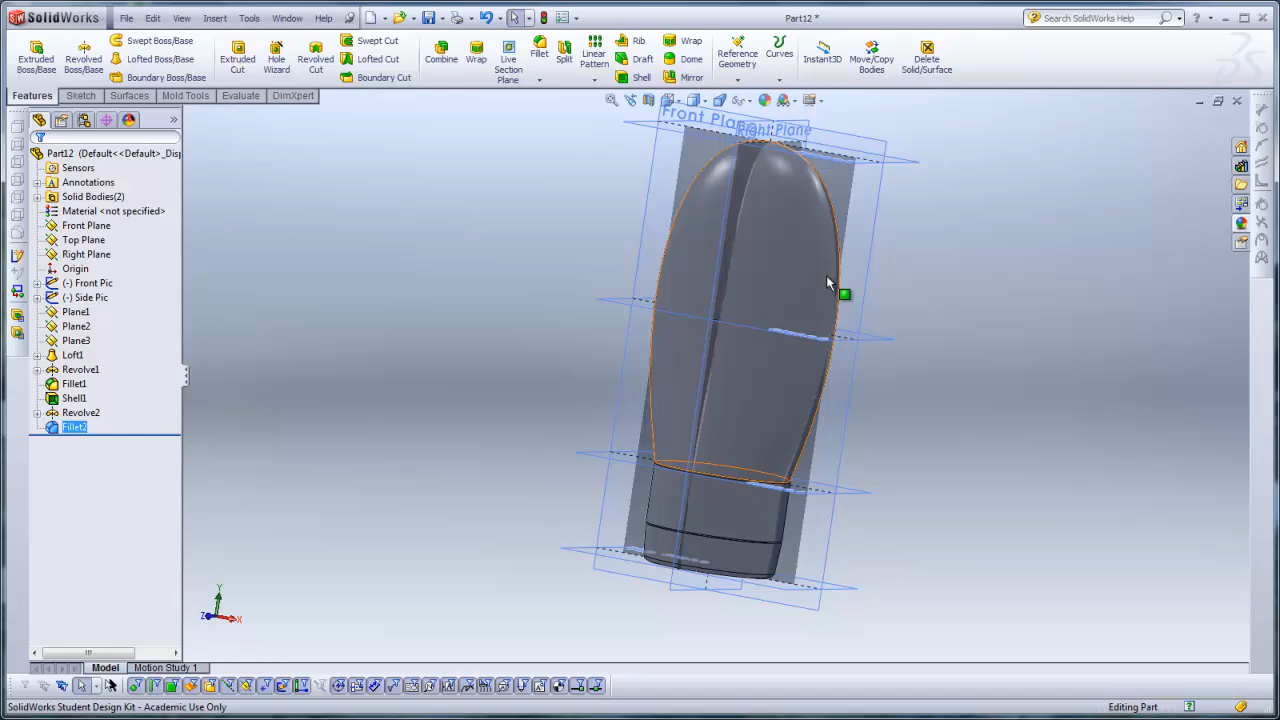 SolidWorks File Edit View Insert Tools Window Help Part12 * Search SolidWorks Help
Extruded Boss/Base
Revolved Boss/Base
Swept Boss/Base
Lofted Boss/Base
Boundary Boss/Base
Extruded Cut
Hole Wizard
Revolved Cut
Swept Cut
Lofted Cut
Boundary Cut
Combine
Wrap
Live Section Plane
Fillet
Split
Linear Pattern
Rib
Draft
Shell
Wrap
Dome
Mirror
Reference Geometry
Curves
Instant3D
Move/Copy Bodies
Delete Solid/Surface
Features Sketch Surfaces Mold Tools Evaluate DimXpert
Part12 (Default<<Default>_Disp
Sensors
Annotations
Solid Bodies(2)
Material <not specified>
Front Plane
Top Plane
Right Plane
Origin
(-) Front Pic
(-) Side Pic
Plane1
Plane2
Plane3
Loft1
Revolve1
Fillet1
Shell1
Revolve2
Fillet2
Front Plane
Right Plane
Y
Z X
Model Motion Study 1
SolidWorks Student Design Kit - Academic Use Only Editing Part